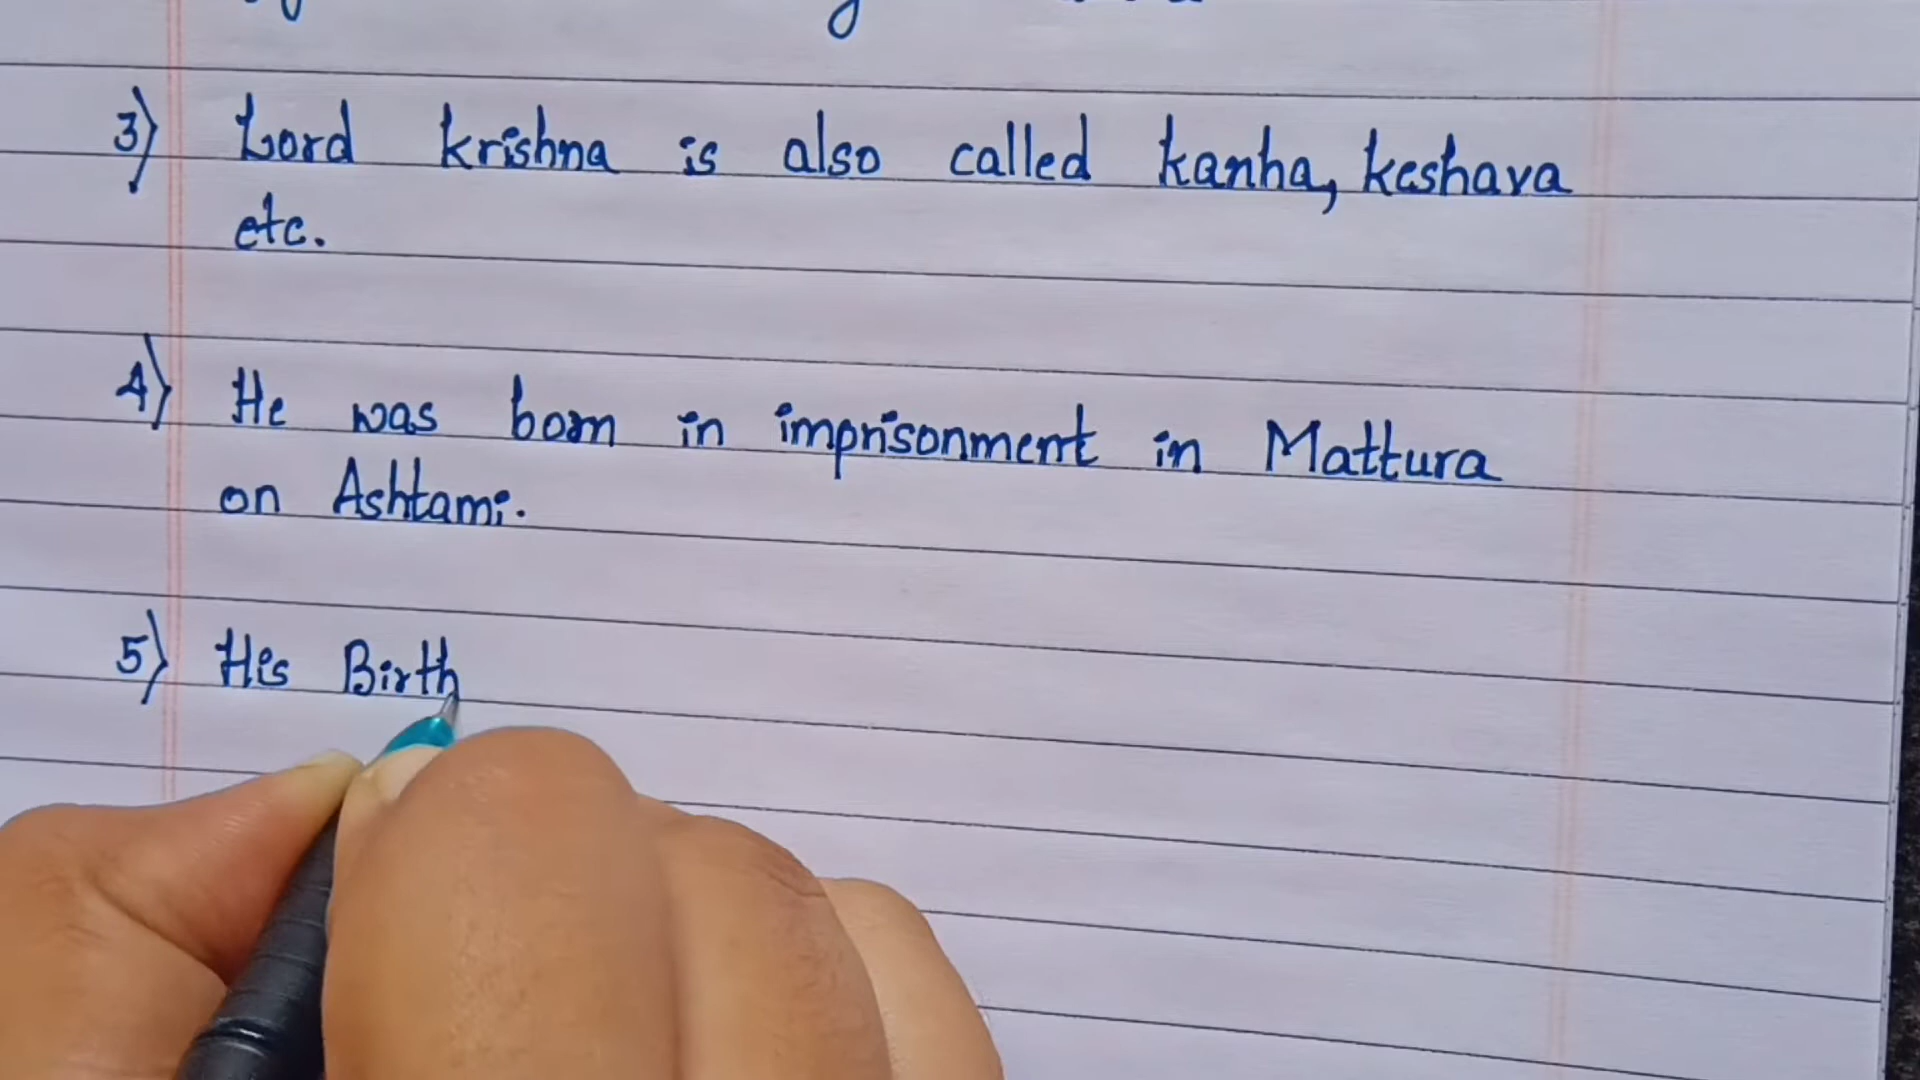 3) Lord krishna is also called kanha, keshava
etc.
4) He was born in imprisonment in Mattura
on Ashtami.
5) His Birth